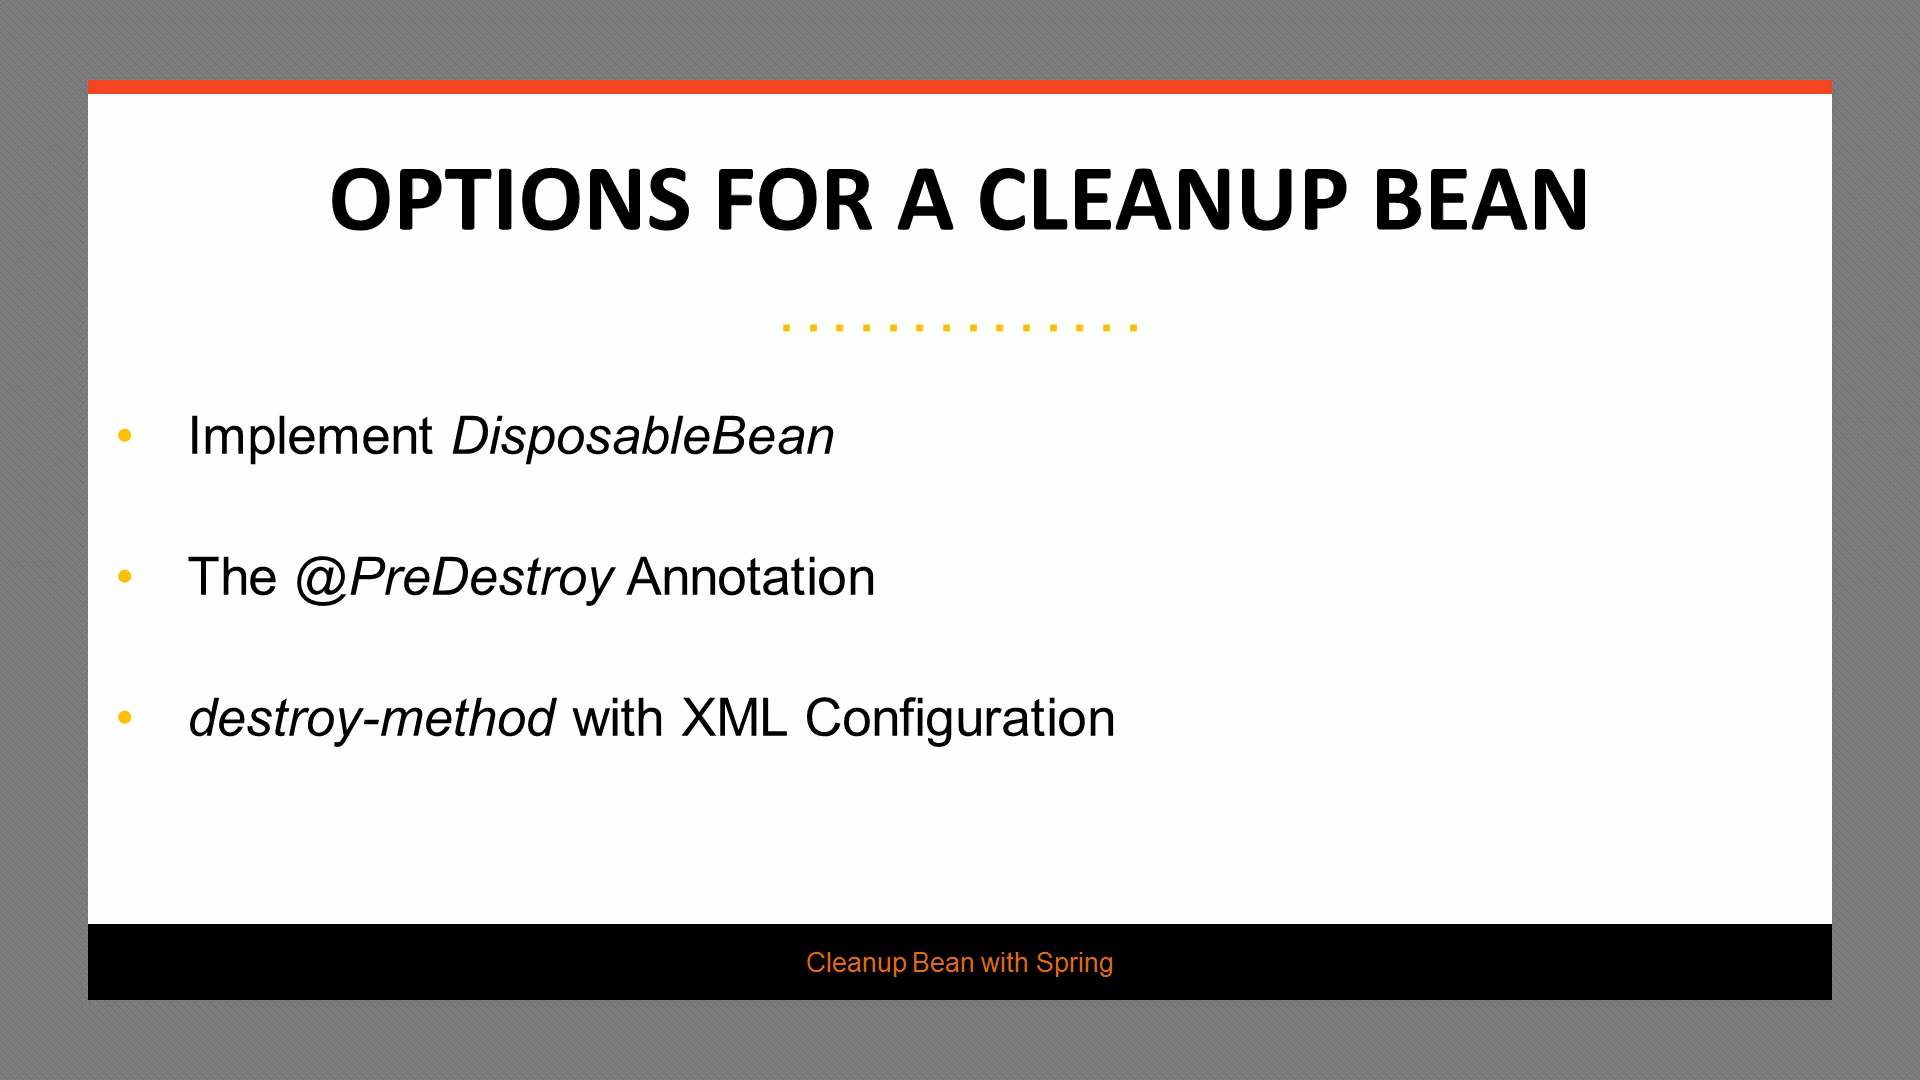 OPTIONS FOR A CLEANUP BEAN
• Implement DisposableBean
• The @PreDestroy Annotation
• destroy-method with XML Configuration
Cleanup Bean with Spring